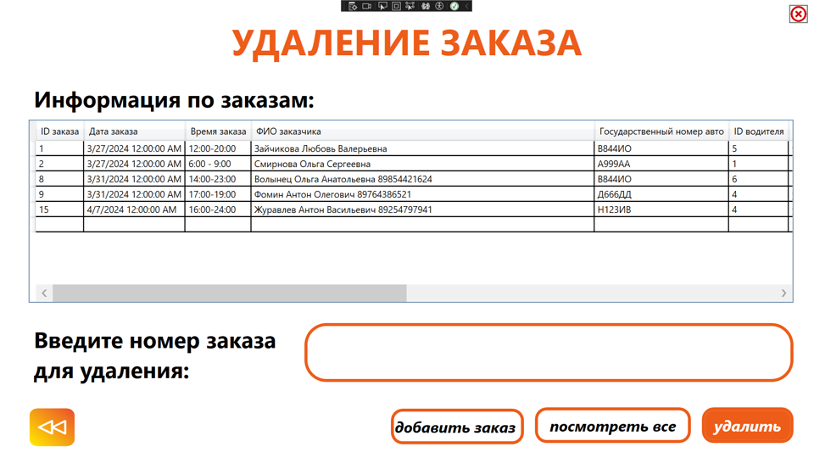 УДАЛЕНИЕ ЗАКАЗА
Информация по заказам:
ID заказа Дата заказа Время заказа ФИО заказчика Государственный номер авто ID водителя
1 3/27/2024 12:00:00 AM 12:00-20:00 Зайчикова Любовь Валерьевна В844ИО 5
2 3/27/2024 12:00:00 AM 6:00 - 9:00 Смирнова Ольга Сергеевна А999АА 1
8 3/31/2024 12:00:00 AM 14:00-23:00 Волынец Ольга Анатольевна 89854421624 В844ИО 6
9 3/31/2024 12:00:00 AM 17:00-19:00 Фомин Антон Олегович 89764386521 Д666ДД 4
15 4/7/2024 12:00:00 AM 16:00-24:00 Журавлев Антон Васильевич 89254797941 Н123ИВ 4
Введите номер заказа
для удаления:
добавить заказ посмотреть все удалить